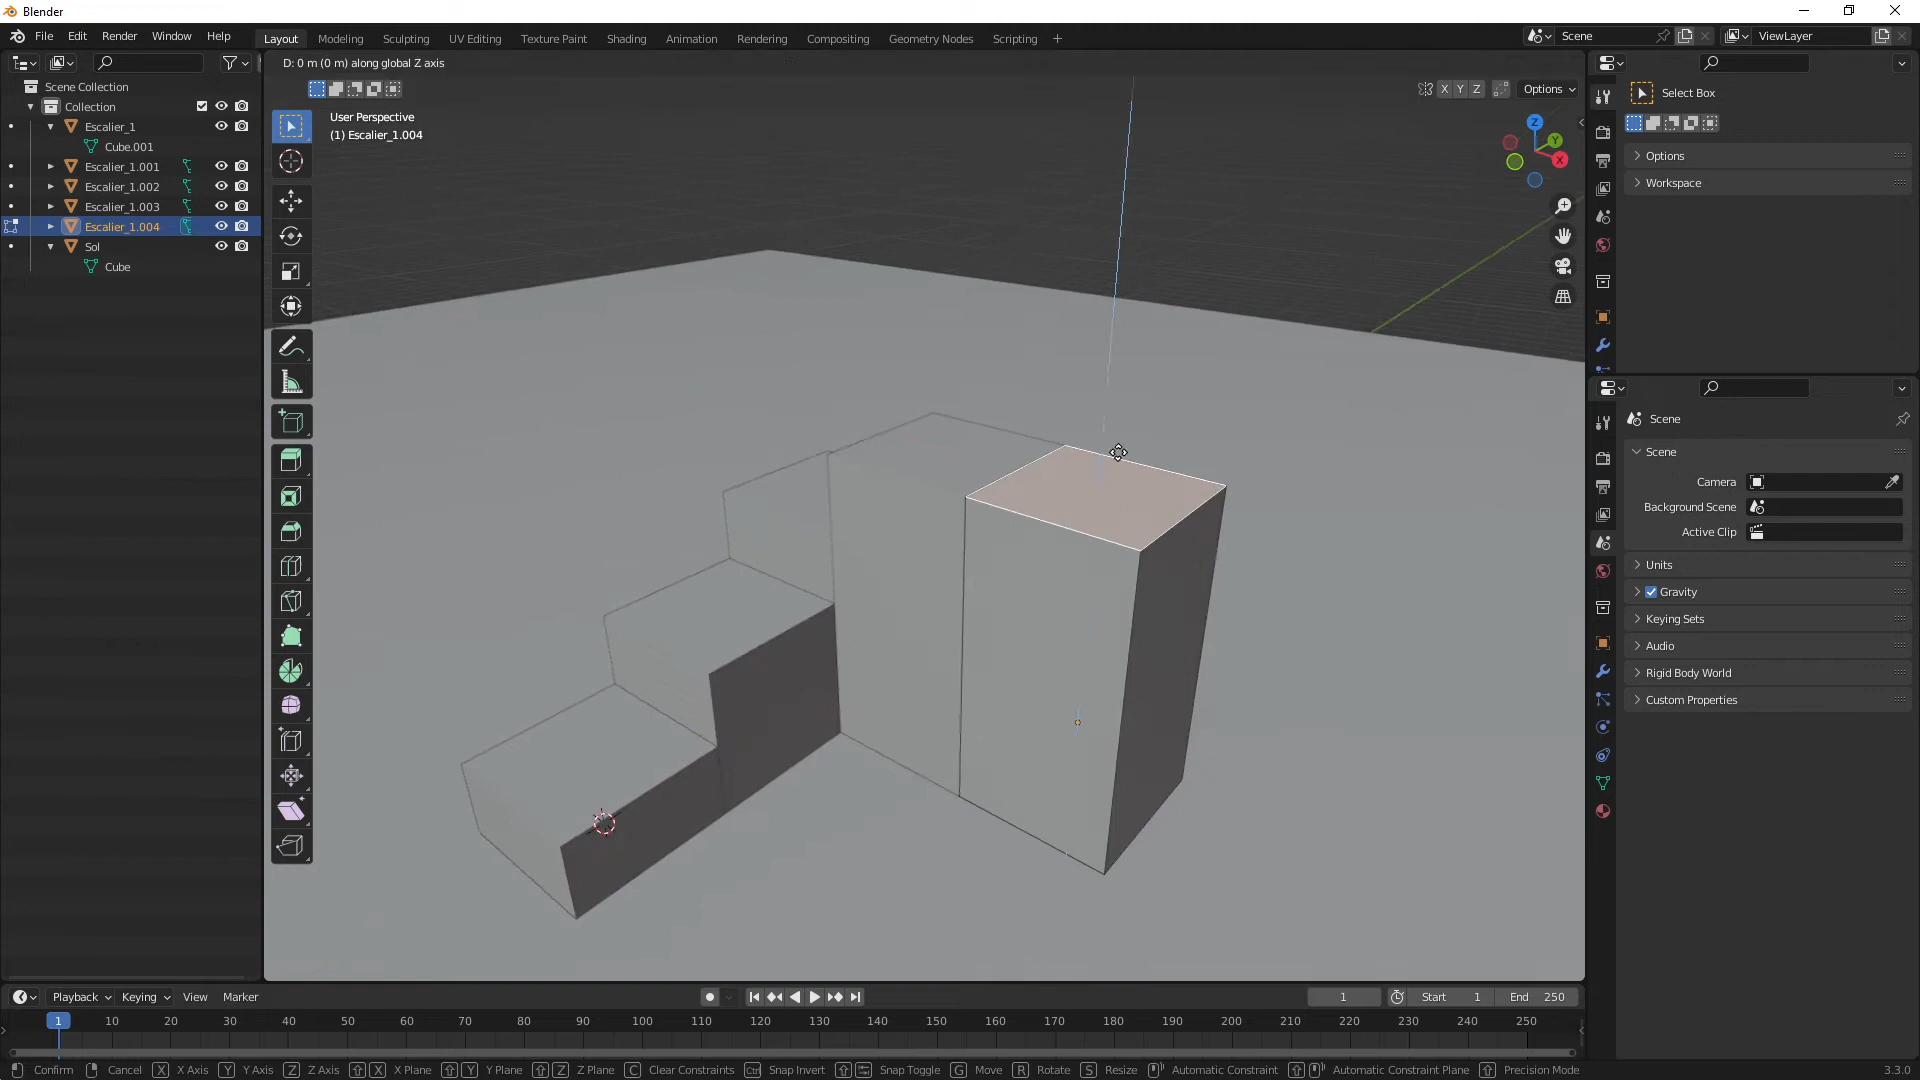 Blender
File Edit Render Window Help
Layout Modeling Sculpting UV Editing Texture Paint Shading Animation Rendering Compositing Geometry Nodes Scripting +
Scene
ViewLayer
D: 0 m (0 m) along global Z axis
X Y Z
Options
User Perspective
(1) Escalier_1.004
Z
Y
X
Scene Collection
Collection
Escalier_1
Cube.001
Escalier_1.001
Escalier_1.002
Escalier_1.003
Escalier_1.004
Sol
Cube
Select Box
Options
Workspace
Scene
Scene
Camera
Background Scene
Active Clip
Units
Gravity
Keying Sets
Audio
Rigid Body World
Custom Properties
Playback Keying View Marker
1
Start 1
End 250
1 10 20 30 40 50 60 70 80 90 100 110 120 130 140 150 160 170 180 190 200 210 220 230 240 250
Confirm Cancel X X Axis Y Y Axis Z Z Axis X X Plane Y Y Plane Z Z Plane C Clear Constraints Ctrl Snap Invert Snap Toggle G Move R Rotate S Resize Automatic Constraint Automatic Constraint Plane Precision Mode
3.3.0